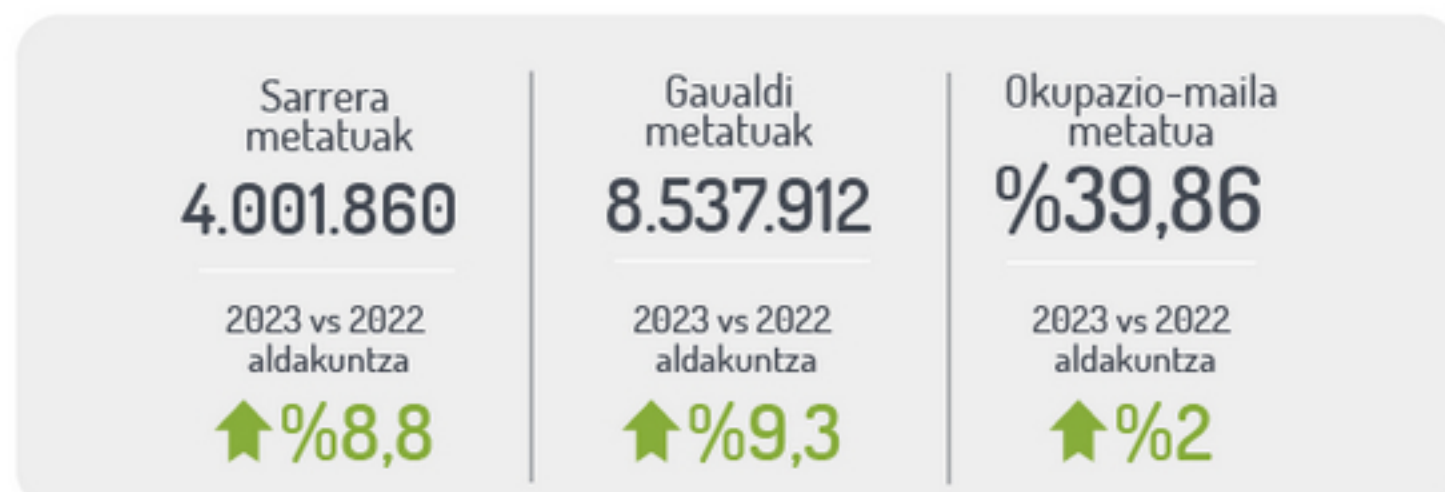 Sarrera
metatuak
4.001.860
2023 vs 2022
aldakuntza
%8,8
Gaualdi
metatuak
8.537.912
2023 vs 2022
aldakuntza
%9,3
Okupazio-maila
metatua
%39,86
2023 vs 2022
aldakuntza
%2